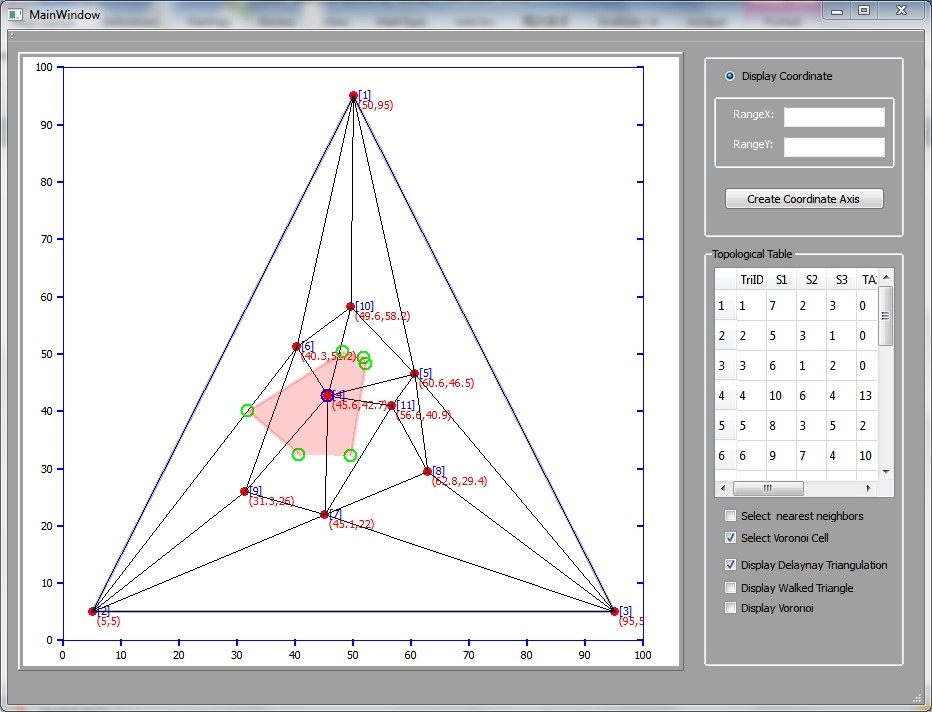 MainWindow
100
90
80
70
60
50
40
30
20
10
0
0 10 20 30 40 50 60 70 80 90 100
[1]
(50,95)
[10]
(49.6,58.2)
[6]
[5]
(60.6,46.5)
[4]
(45.6,42.7)
[11]
(56.6,40.9)
[8]
(62.8,29.4)
[9]
(31.3,26)
[7]
(45.1,22)
[2]
(5,5)
[3]
(95,5
Display Coordinate
RangeX:
RangeY:
Create Coordinate Axis
Topological Table
TriID S1 S2 S3 TA
1 1 7 2 3 0
2 2 5 3 1 0
3 3 6 1 2 0
4 4 10 6 4 13
5 5 8 3 5 2
6 6 9 7 4 10
Select nearest neighbors
Select Voronoi Cell
Display Delaynay Triangulation
Display Walked Triangle
Display Voronoi